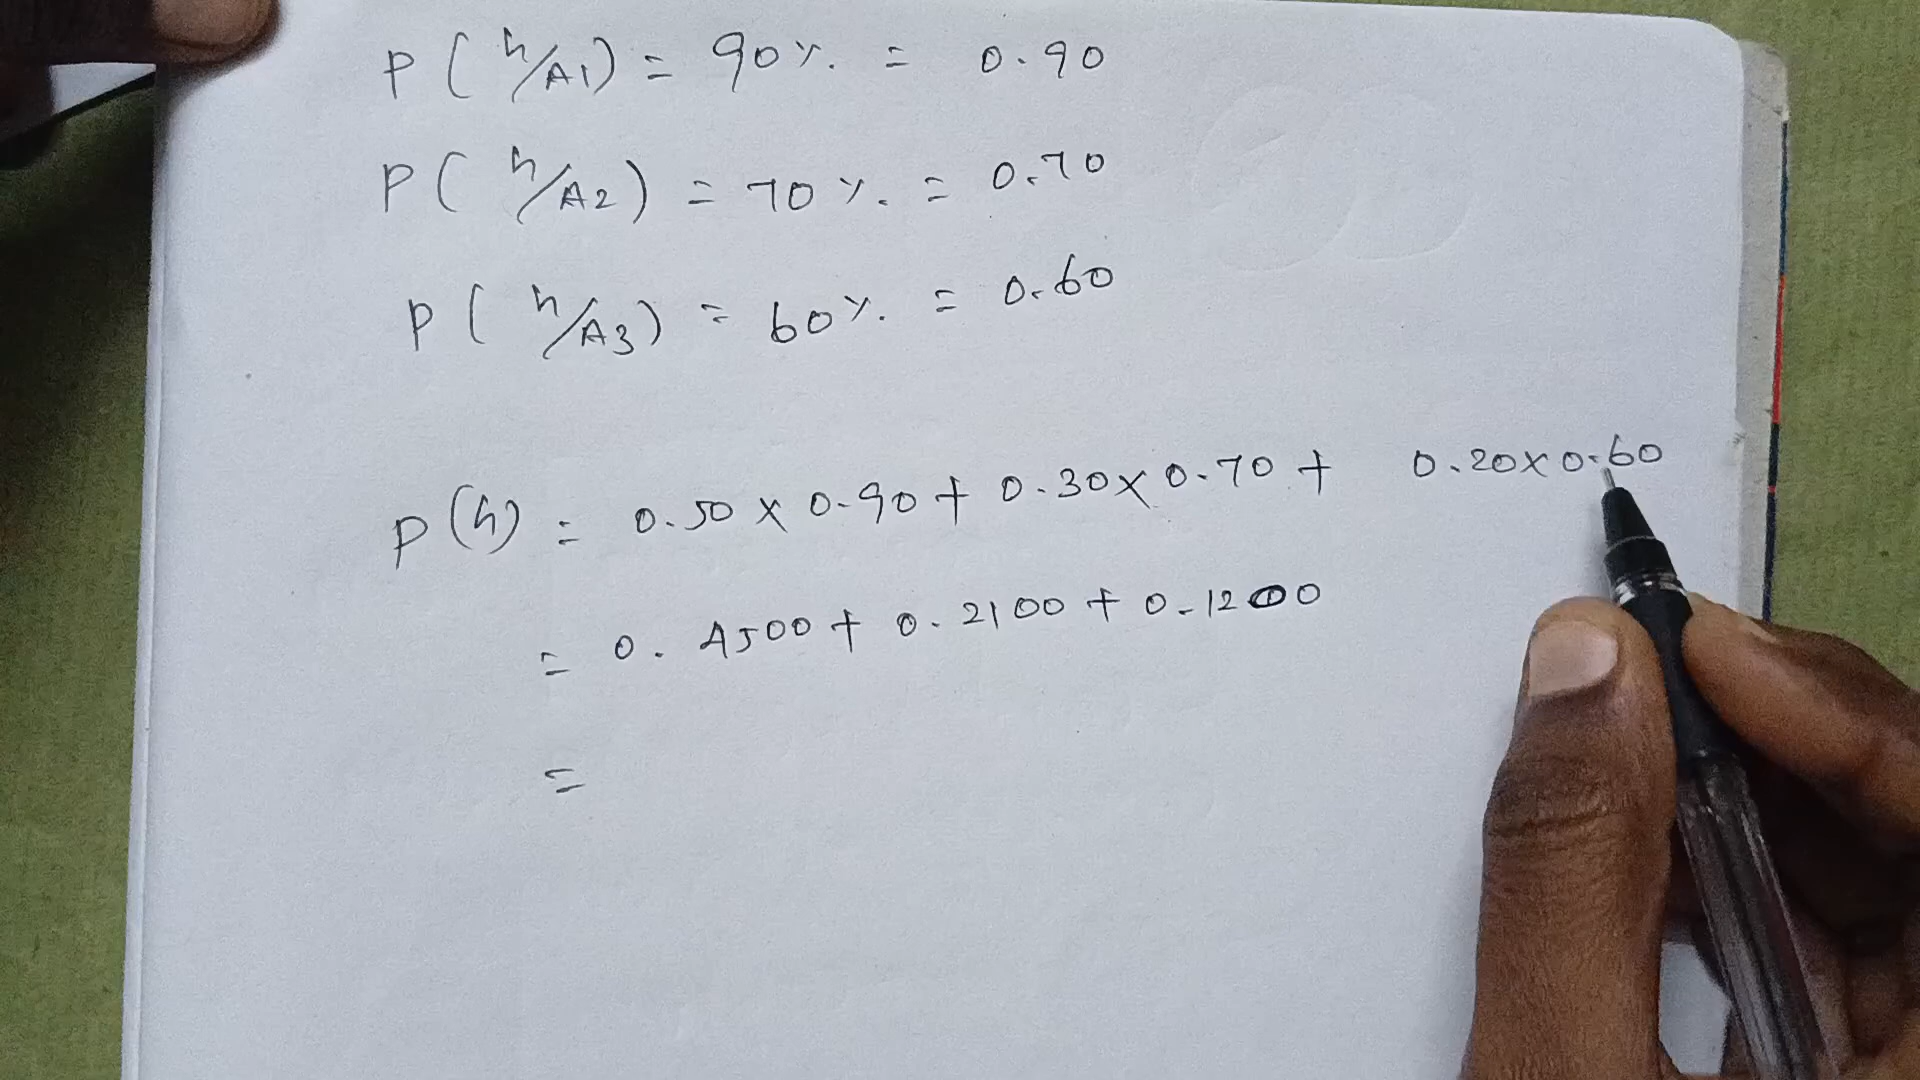 P(h/A1) = 90%. = 0.90
P(h/A2) = 70%. = 0.70
P(h/A3) = 60%. = 0.60
P(h) = 0.50 x 0.90 + 0.30 x 0.70 + 0.20 x 0.60
= 0.4500 + 0.2100 + 0.1200
=